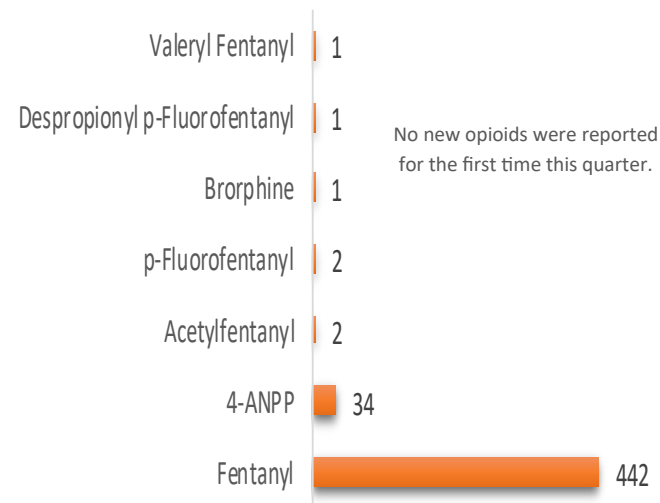 Valeryl Fentanyl 1
Despropionyl p-Fluorofentanyl 1
No new opioids were reported
for the first time this quarter.
Brorphine 1
p-Fluorofentanyl 2
Acetylfentanyl 2
4-ANPP 34
Fentanyl 442